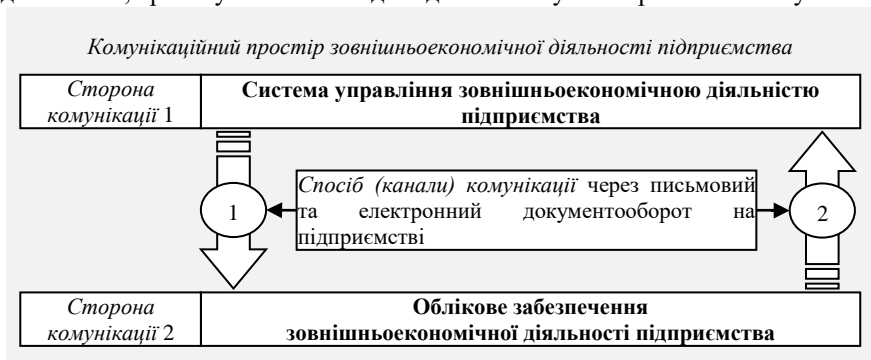 Комунікаційний простір зовнішньоекономічної діяльності підприємства
Сторона
комунікації 1
Система управління зовнішньоекономічною діяльністю
підприємства
Спосіб (канали) комунікації через письмовий
та електронний документооборот на
підприємстві
1
2
Сторона
комунікації 2
Облікове забезпечення
зовнішньоекономічної діяльності підприємства